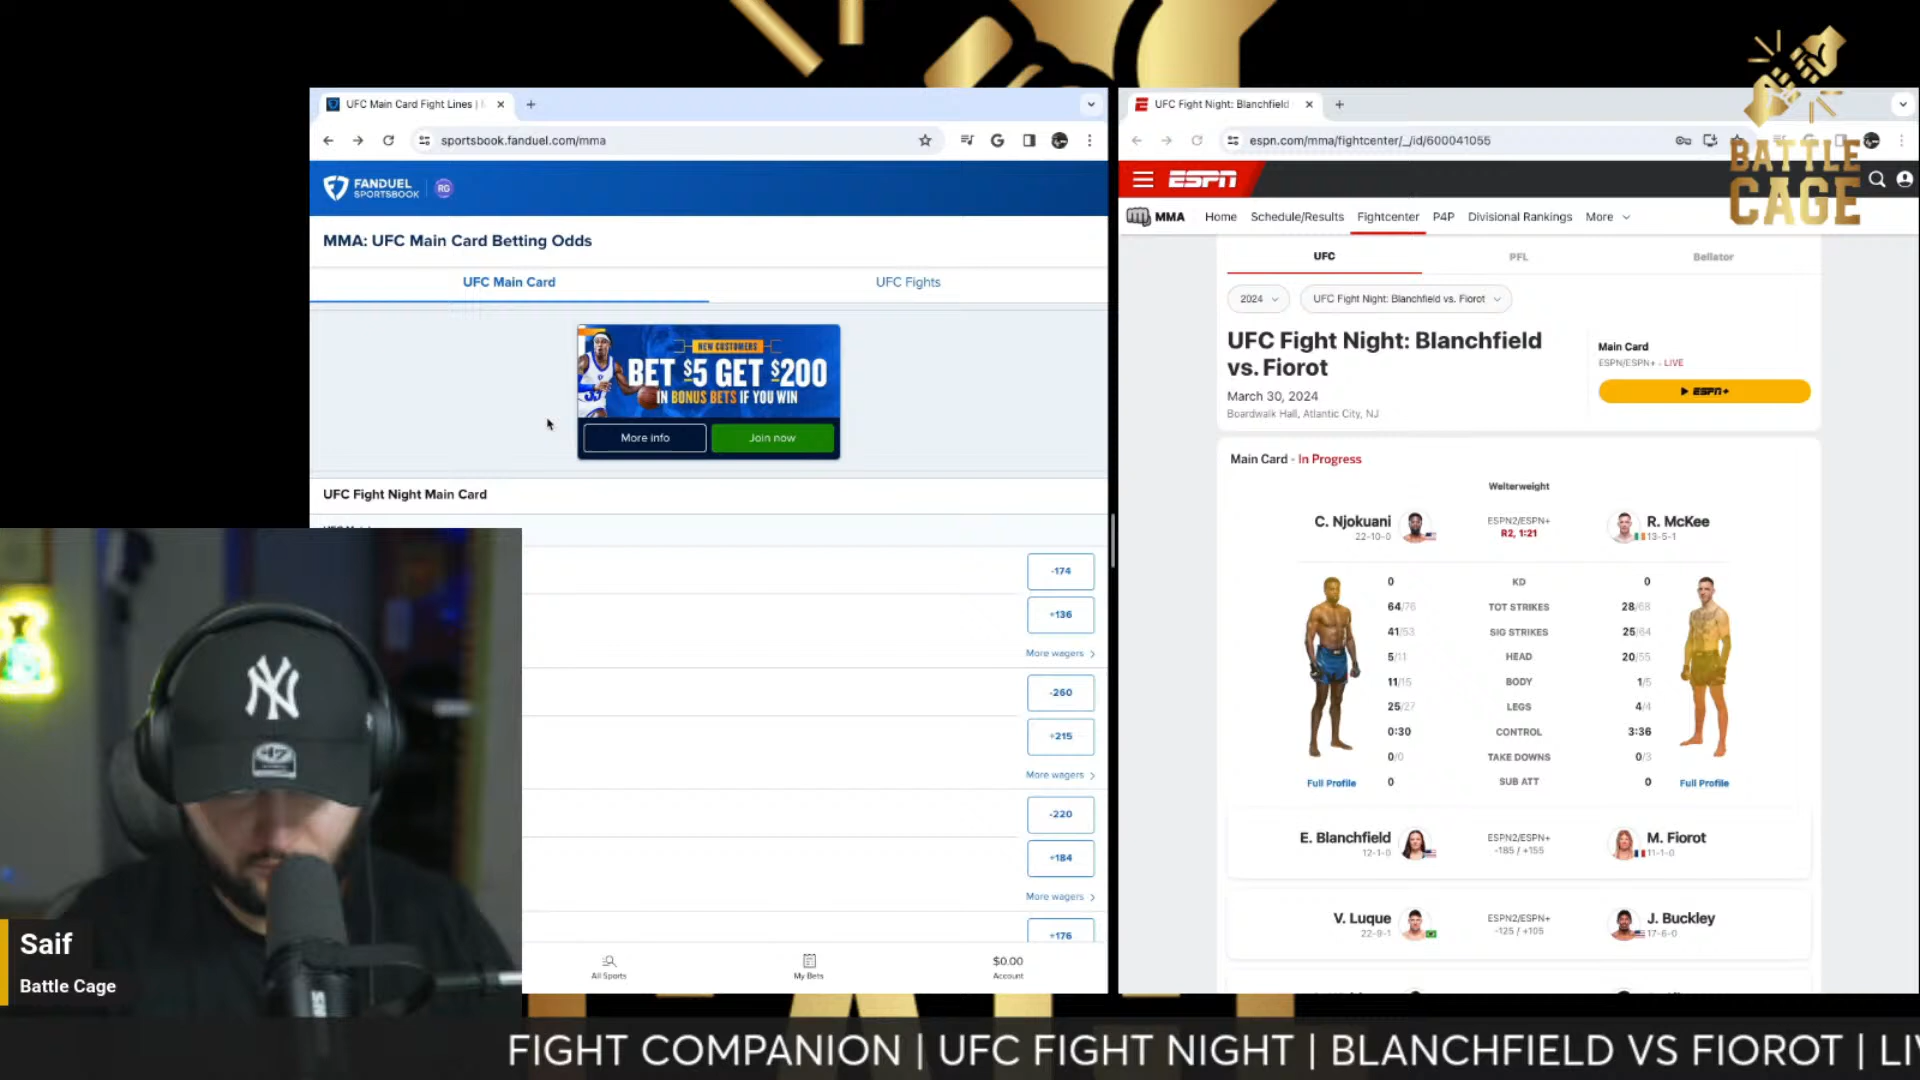 UFC Main Card Fight Lines |
sportsbook.fanduel.com/mma
FANDUEL
SPORTSBOOK
RG
MMA: UFC Main Card Betting Odds
UFC Main Card
UFC Fights
NEW CUSTOMERS
BET $5 GET $200
IN BONUS BETS IF YOU WIN
More info
Join now
UFC Fight Night Main Card
-174
+136
More wagers
-260
+215
More wagers
-220
+184
More wagers
+176
All Sports
My Bets
$0.00
Account
UFC Fight Night: Blanchfield
espn.com/mma/fightcenter/_/id/600041055
ESPN
BATTLE
CAGE
MMA
Home
Schedule/Results
Fightcenter
P4P
Divisional Rankings
More
UFC
PFL
Bellator
2024
UFC Fight Night: Blanchfield vs. Fiorot
UFC Fight Night: Blanchfield
vs. Fiorot
March 30, 2024
Boardwalk Hall, Atlantic City, NJ
Main Card
ESPN/ESPN+ - LIVE
ESPN+
Main Card - In Progress
Welterweight
C. Njokuani
22-10-0
ESPN2/ESPN+
R2, 1:21
R. McKee
13-5-1
0 KD 0
64/76 TOT STRIKES 28/68
41/53 SIG STRIKES 25/64
5/11 HEAD 20/55
11/15 BODY 1/5
25/27 LEGS 4/4
0:30 CONTROL 3:36
0/0 TAKE DOWNS 0/3
0 SUB ATT 0
Full Profile
Full Profile
E. Blanchfield
12-1-0
ESPN2/ESPN+
-185 / +155
M. Fiorot
11-1-0
V. Luque
22-9-1
ESPN2/ESPN+
-125 / +105
J. Buckley
17-6-0
NY
47
Saif
Battle Cage
FIGHT COMPANION | UFC FIGHT NIGHT | BLANCHFIELD VS FIOROT | LIV